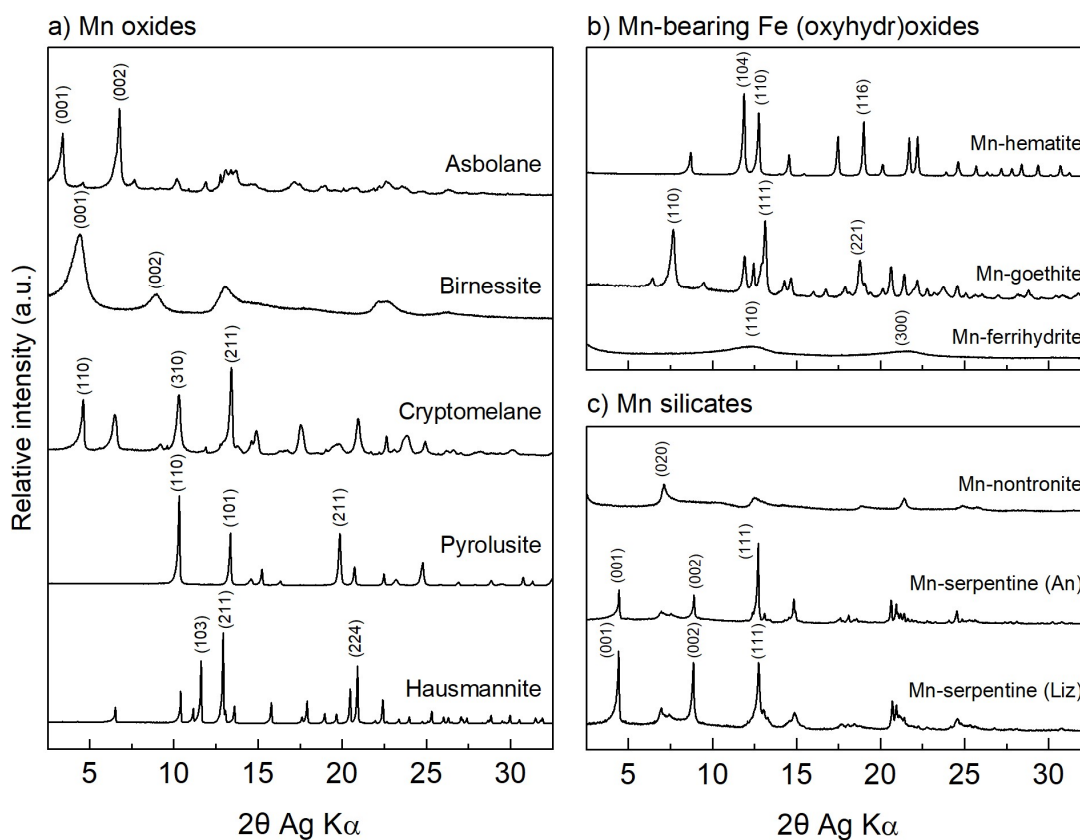 a) Mn oxides
(001)
(002)
Asbolane
(001)
(002)
Birnessite
(110)
(310)
(211)
Cryptomelane
(110)
(101)
(211)
Pyrolusite
(103)
(211)
(224)
Hausmannite
5 10 15 20 25 30
2θ Ag Kα
Relative intensity (a.u.)
b) Mn-bearing Fe (oxyhydr)oxides
(104)
(110)
(116)
Mn-hematite
(110)
(111)
(221)
Mn-goethite
(110)
(300)
Mn-ferrihydrite
c) Mn silicates
(020)
Mn-nontronite
(001)
(002)
(111)
Mn-serpentine (An)
(001)
(002)
(111)
Mn-serpentine (Liz)
5 10 15 20 25 30
2θ Ag Kα